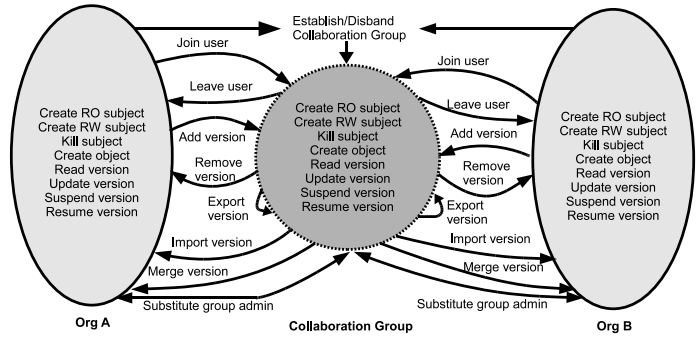 Establish/Disband
Collaboration Group
Join user
Leave user
Add version
Remove
version
Export
version
Import version
Merge version
Substitute group admin
Create RO subject
Create RW subject
Kill subject
Create object
Read version
Update version
Suspend version
Resume version
Org A
Create RO subject
Create RW subject
Kill subject
Create object
Read version
Update version
Suspend version
Resume version
Collaboration Group
Join user
Leave user
Add version
Remove
version
Export
version
Import version
Merge version
Substitute group admin
Create RO subject
Create RW subject
Kill subject
Create object
Read version
Update version
Suspend version
Resume version
Org B